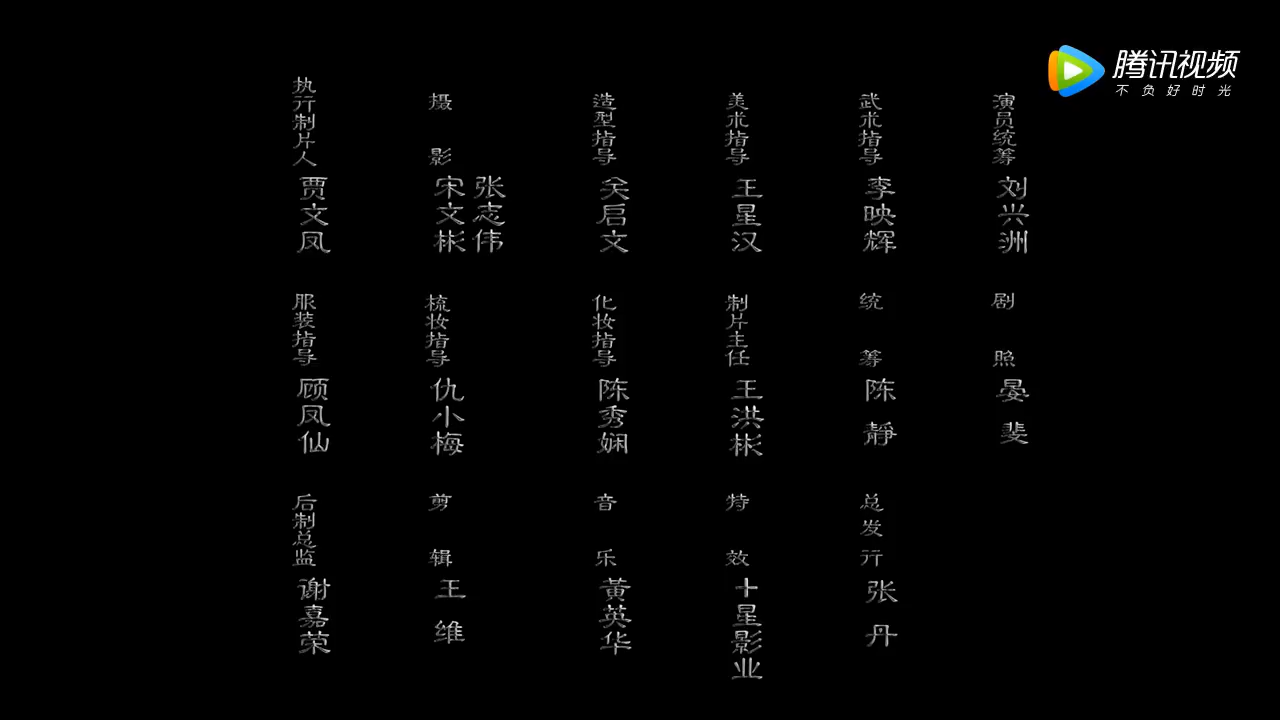 腾讯视频
不负好时光
演员统筹
刘兴洲
武术指导
李映辉
美术指导
王星汉
造型指导
关启文
摄影
张志伟
宋文彬
执行制片人
贾文凤
剧照
晏斐
统筹
陈静
制片主任
王洪彬
化妆指导
陈秀娴
梳妆指导
仇小梅
服装指导
顾凤仙
总发行
张丹
特效
十星影业
音乐
黄英华
剪辑
王维
后制总监
谢嘉荣